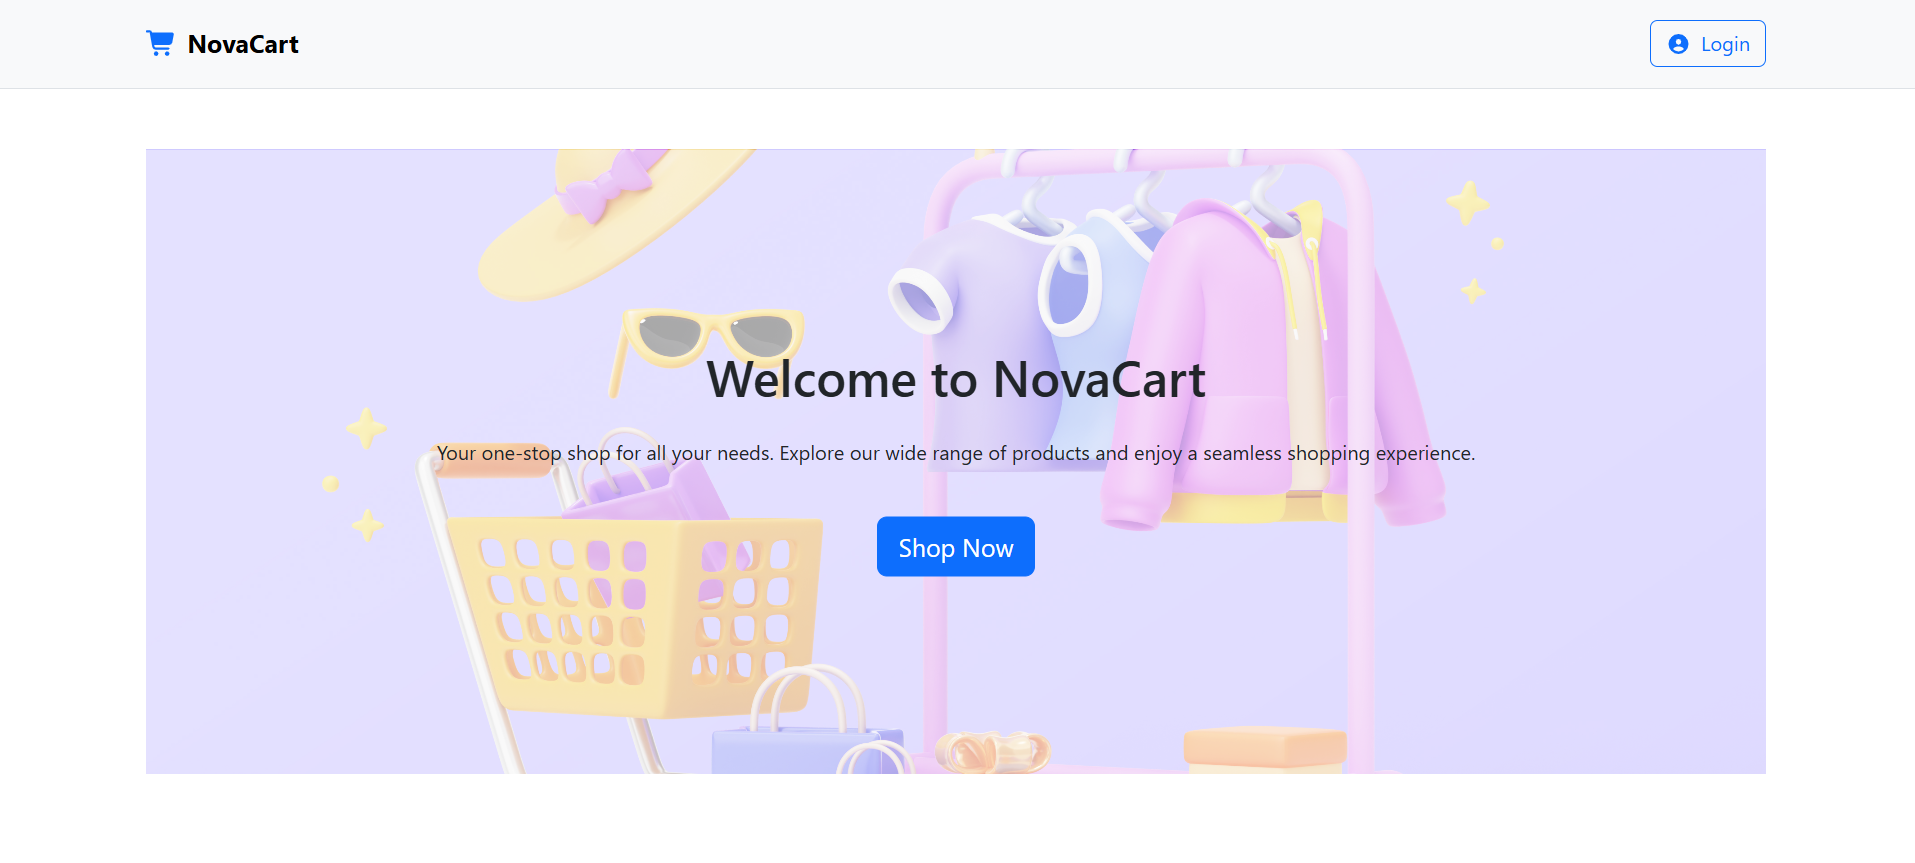 NovaCart
Login
Welcome to NovaCart
Your one-stop shop for all your needs. Explore our wide range of products and enjoy a seamless shopping experience.
Shop Now